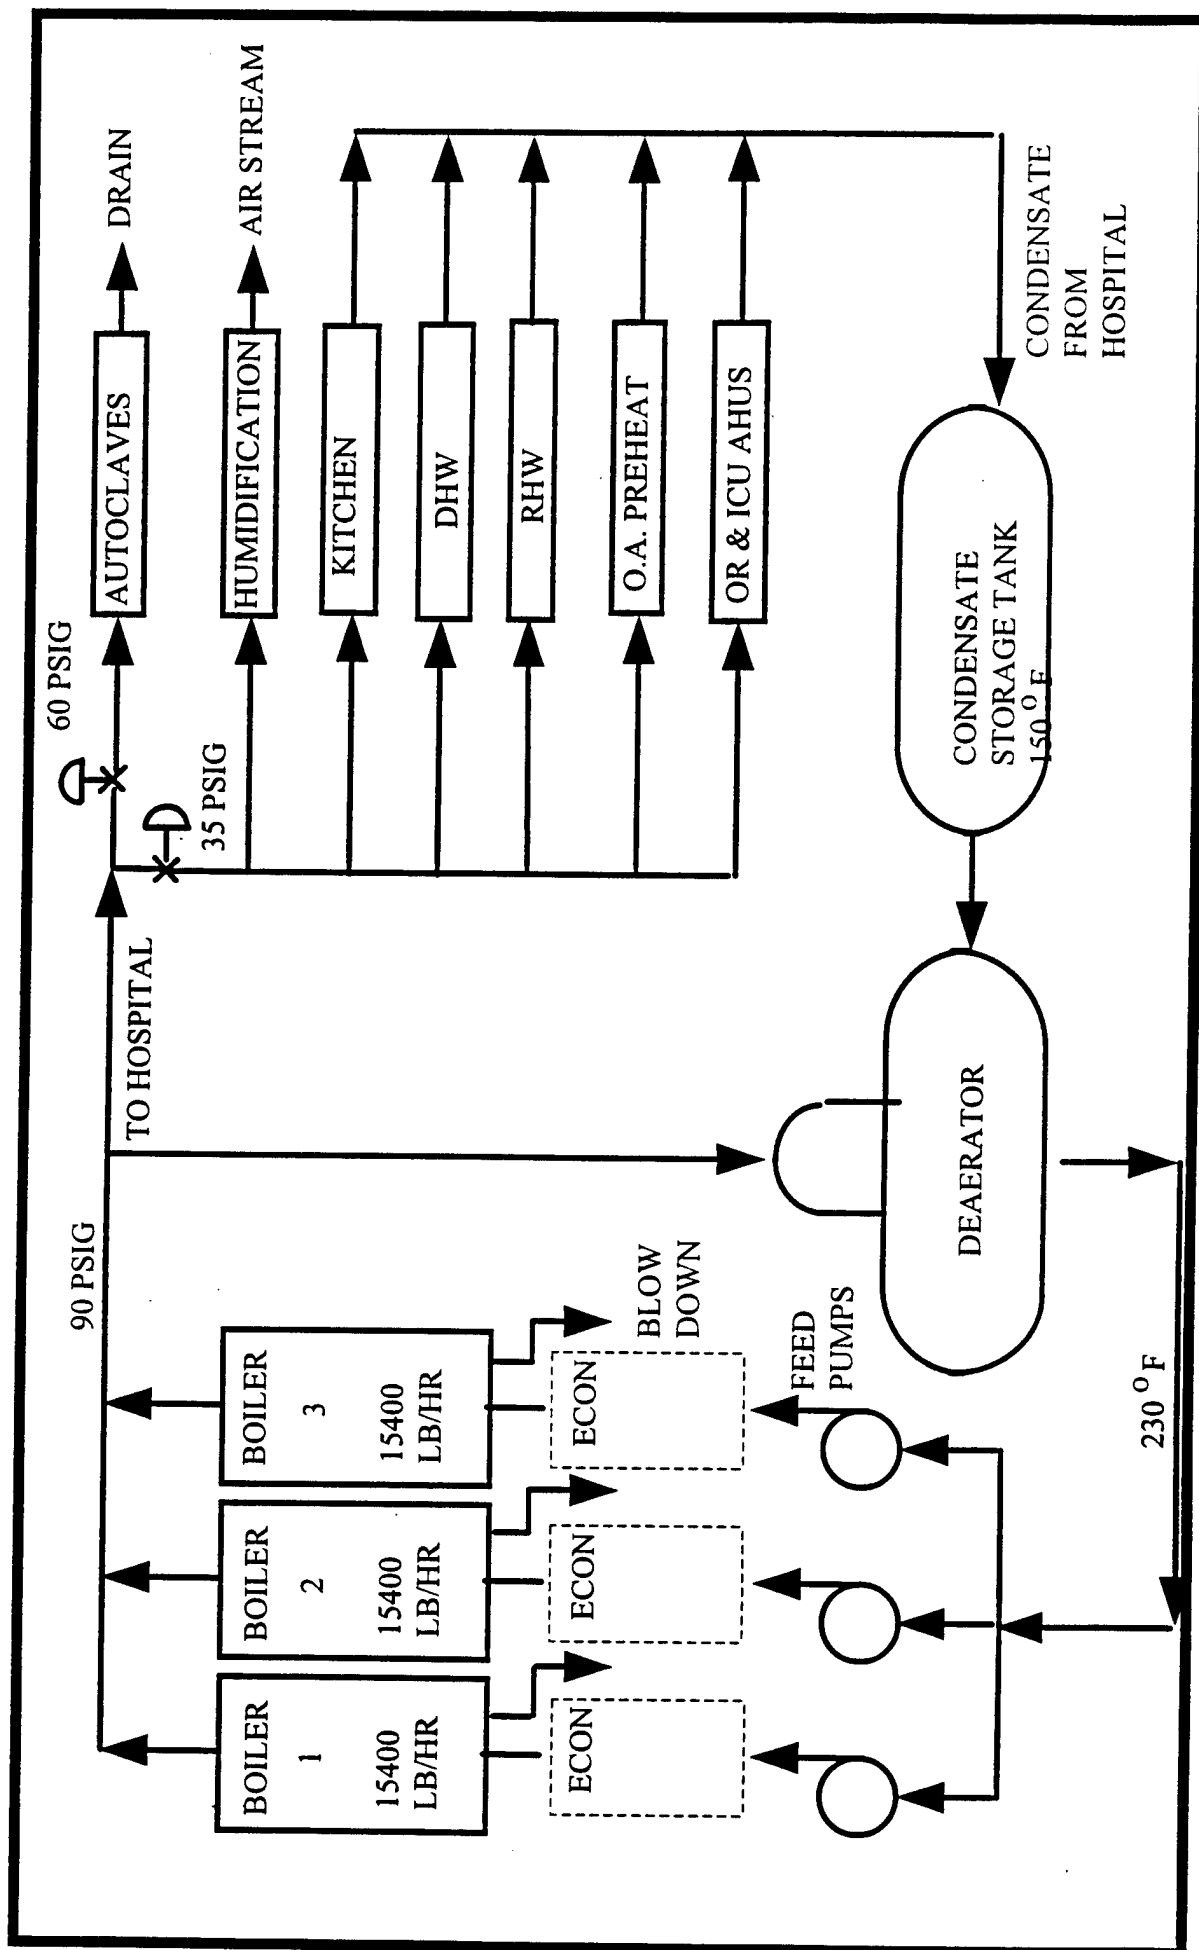 90 PSIG
TO HOSPITAL
60 PSIG
35 PSIG
AUTOCLAVES
DRAIN
HUMIDIFICATION
AIR STREAM
KITCHEN
DHW
RHW
O.A. PREHEAT
OR & ICU AHUS
BOILER
1
15400
LB/HR
BOILER
2
15400
LB/HR
BOILER
3
15400
LB/HR
BLOW
DOWN
ECON
ECON
ECON
FEED
PUMPS
DEAERATOR
CONDENSATE
STORAGE TANK
150 °F
CONDENSATE
FROM
HOSPITAL
230 °F